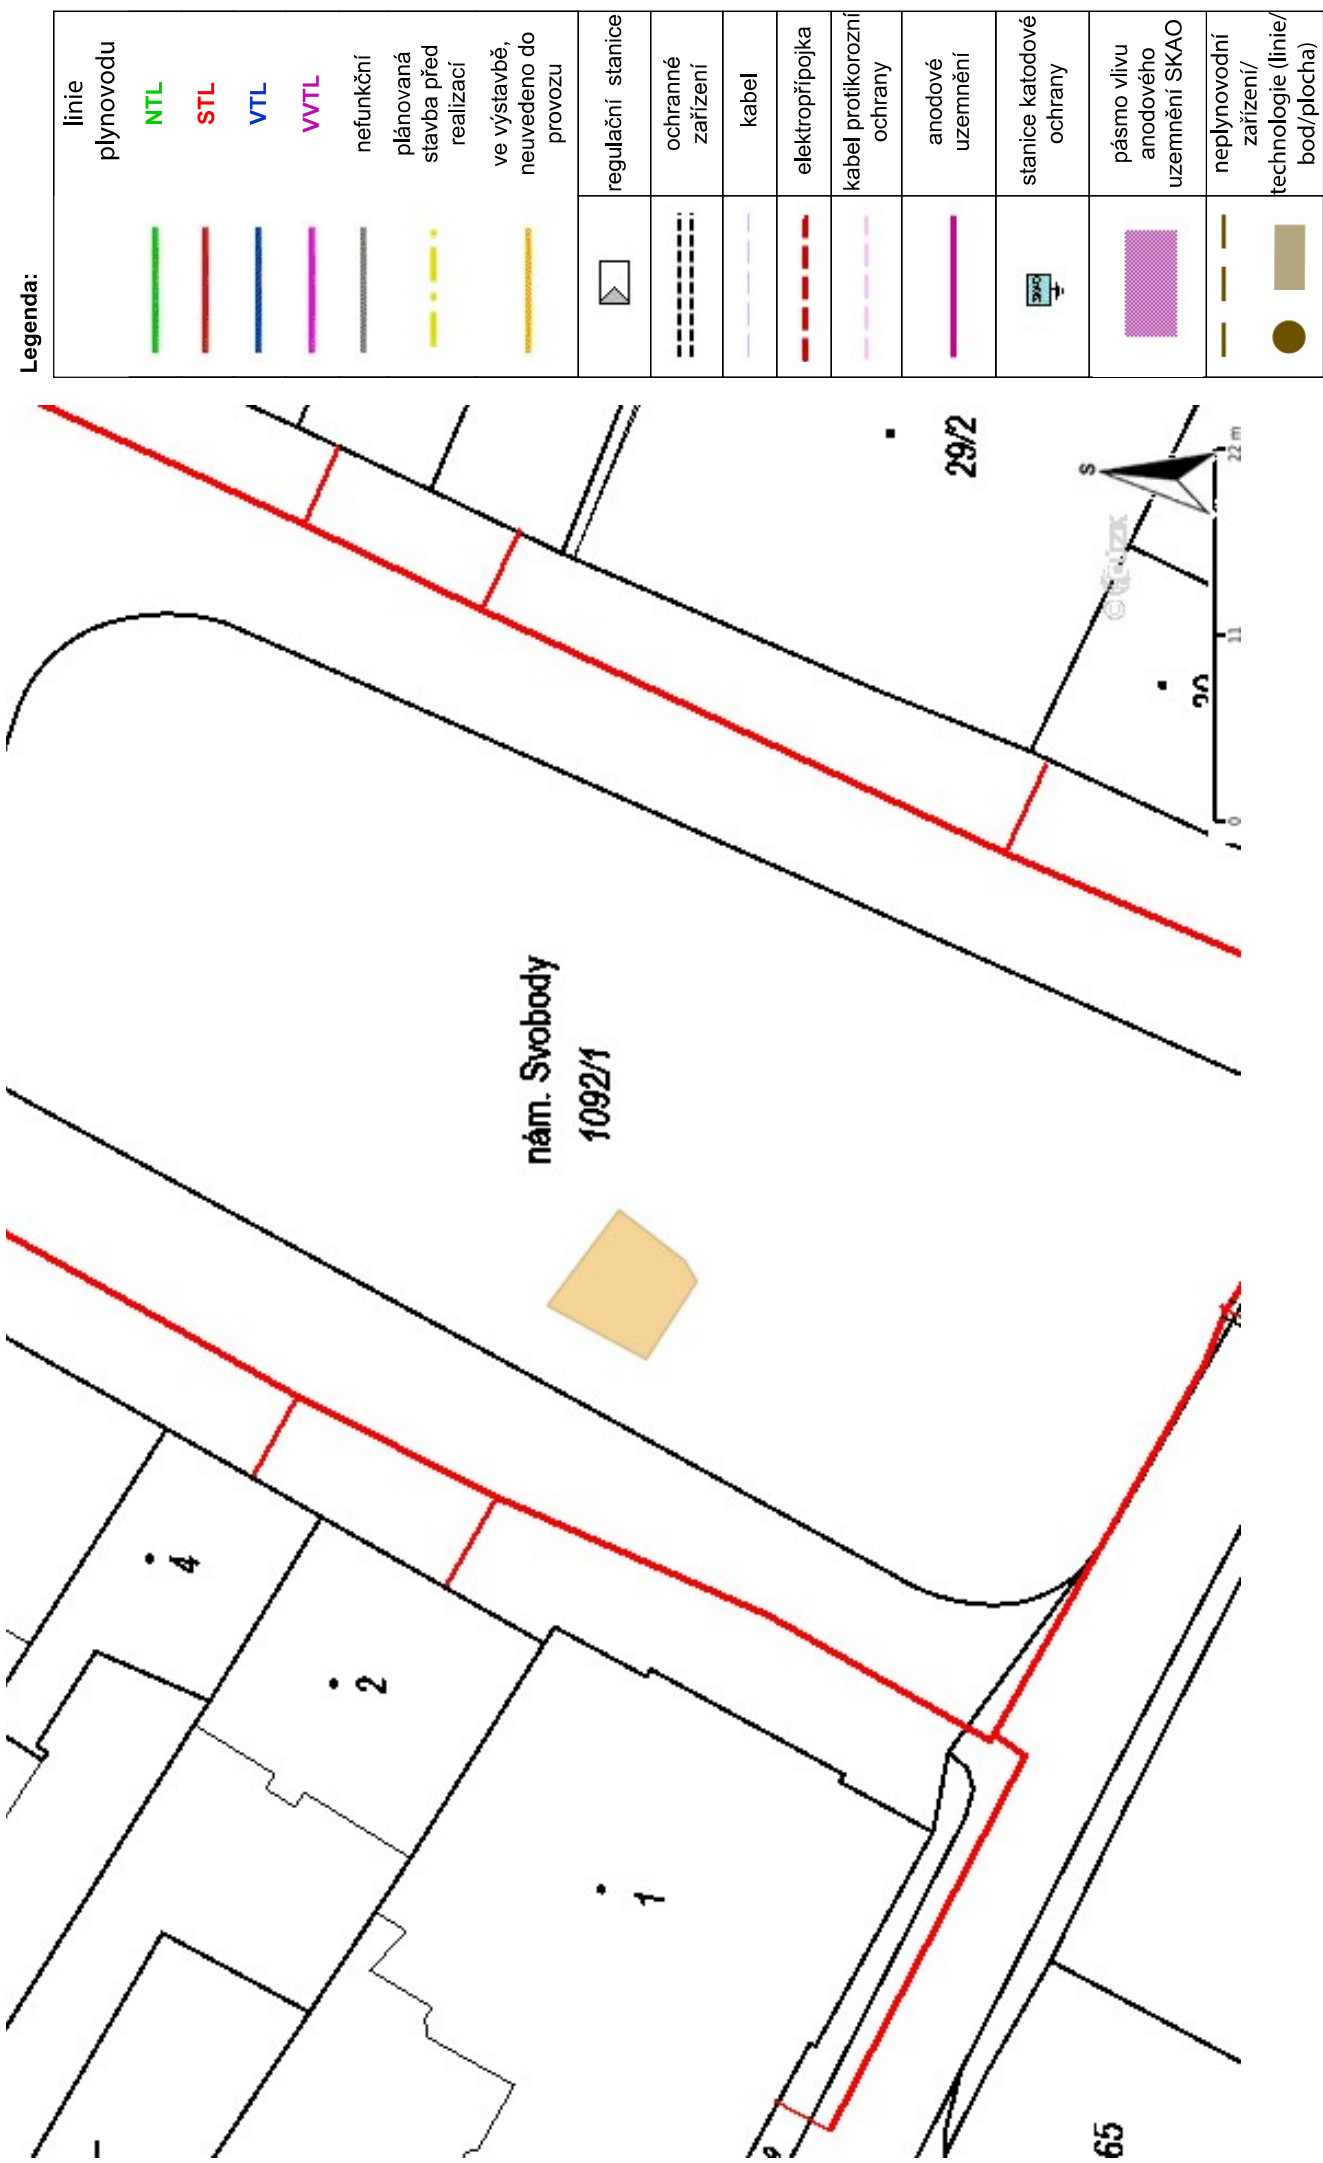 Legenda:
linie
plynovodu
NTL
STL
VTL
VVTL
nefunkční
plánovaná
stavba před
realizací
ve výstavbě,
neuvedeno do
provozu
regulační stanice
ochranné
zařízení
kabel
elektropřípojka
kabel protikorozní
ochrany
anodové
uzemnění
stanice katodové
ochrany
SKAO
pásmo vlivu
anodového
uzemnění SKAO
neplynovodní
zařízení/
technologie (linie/
bod/plocha)
29/2
S
0
11
22 m
nám. Svobody
1092/1
4
2
1
65